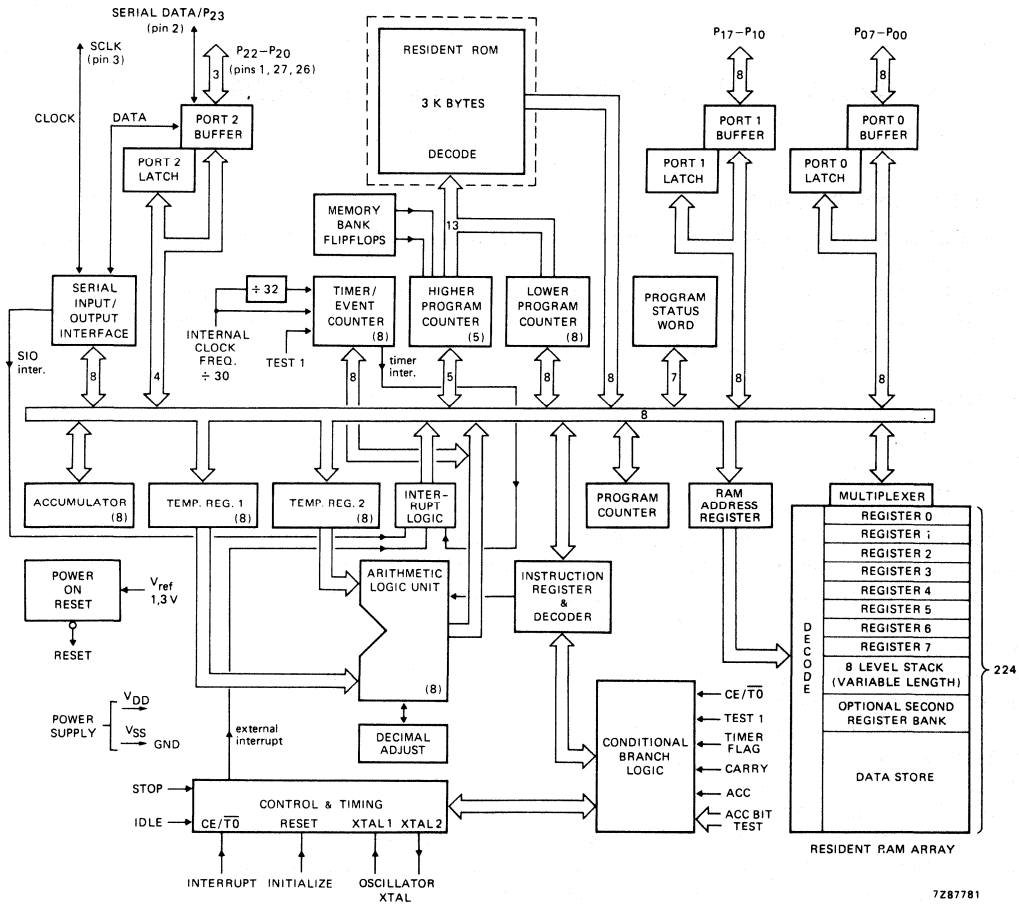 SERIAL DATA/P23
(pin 2)
SCLK
(pin 3)
P22–P20
(pins 1, 27, 26)
3
CLOCK
DATA
PORT 2
BUFFER
PORT 2
LATCH
RESIDENT ROM
3 K BYTES
DECODE
P17–P10
8
PORT 1
BUFFER
PORT 1
LATCH
P07–P00
8
PORT 0
BUFFER
PORT 0
LATCH
MEMORY
BANK
FLIPFLOPS
13
SERIAL
INPUT/
OUTPUT
INTERFACE
÷ 32
TIMER/
EVENT
COUNTER
(8)
HIGHER
PROGRAM
COUNTER
(5)
LOWER
PROGRAM
COUNTER
(8)
PROGRAM
STATUS
WORD
INTERNAL
CLOCK
FREQ.
÷ 30
TEST 1
timer
inter.
SIO
inter.
8
4
8
5
8
8
7
8
8
8
ACCUMULATOR
(8)
TEMP. REG. 1
(8)
TEMP. REG. 2
(8)
INTER–
RUPT
LOGIC
PROGRAM
COUNTER
RAM
ADDRESS
REGISTER
MULTIPLEXER
REGISTER 0
REGISTER 1
REGISTER 2
REGISTER 3
REGISTER 4
REGISTER 5
REGISTER 6
REGISTER 7
8 LEVEL STACK
(VARIABLE LENGTH)
OPTIONAL SECOND
REGISTER BANK
DATA STORE
DECODE
224
RESIDENT RAM ARRAY
POWER
ON
RESET
Vref
1,3 V
RESET
ARITHMETIC
LOGIC UNIT
(8)
INSTRUCTION
REGISTER
&
DECODER
DECIMAL
ADJUST
POWER
SUPPLY
VDD
VSS
GND
external
interrupt
CONDITIONAL
BRANCH
LOGIC
CE/T0
TEST 1
TIMER
FLAG
CARRY
ACC
ACC BIT
TEST
STOP
IDLE
CONTROL & TIMING
CE/T0 RESET XTAL 1 XTAL 2
INTERRUPT
INITIALIZE
OSCILLATOR
XTAL
7Z87781